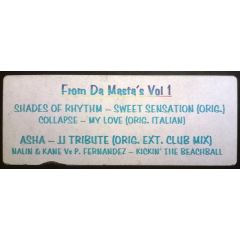 From Da Masta's Vol 1
SHADES OF RHYTHM – SWEET SENSATION (ORIG.)
COLLAPSE – MY LOVE (ORIG. ITALIAN)
ASHA – JJ TRIBUTE (ORIG. EXT. CLUB MIX)
NALIN & KANE Vs P. FERNANDEZ – KICKIN' THE BEACHBALL